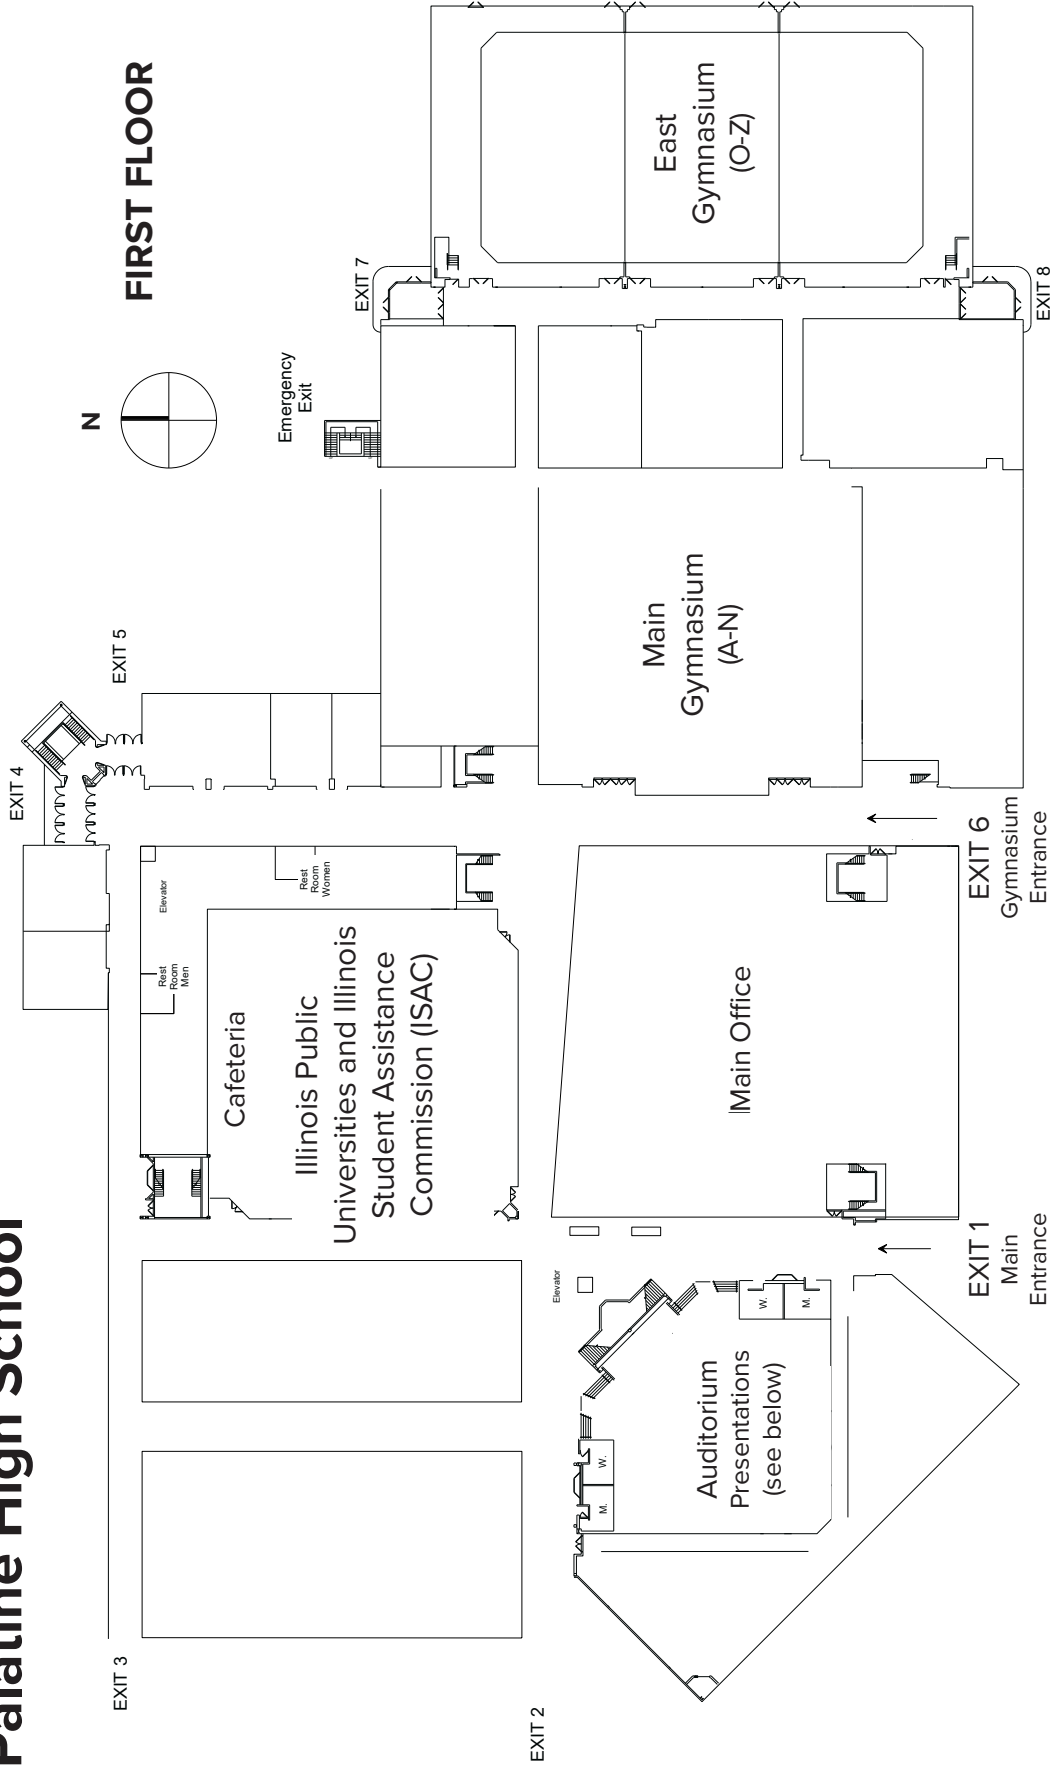 Palatine High School
FIRST FLOOR
N
EXIT 3
EXIT 4
EXIT 5
Elevator
Rest
Room
Men
Rest
Room
Women
Emergency
Exit
EXIT 7
Cafeteria
Illinois Public
Universities and Illinois
Student Assistance
Commission (ISAC)
EXIT 2
Elevator
M.
W.
Auditorium
Presentations
(see below)
W.
M.
Main Office
Main
Gymnasium
(A-N)
East
Gymnasium
(O-Z)
EXIT 1
Main
Entrance
EXIT 6
Gymnasium
Entrance
EXIT 8